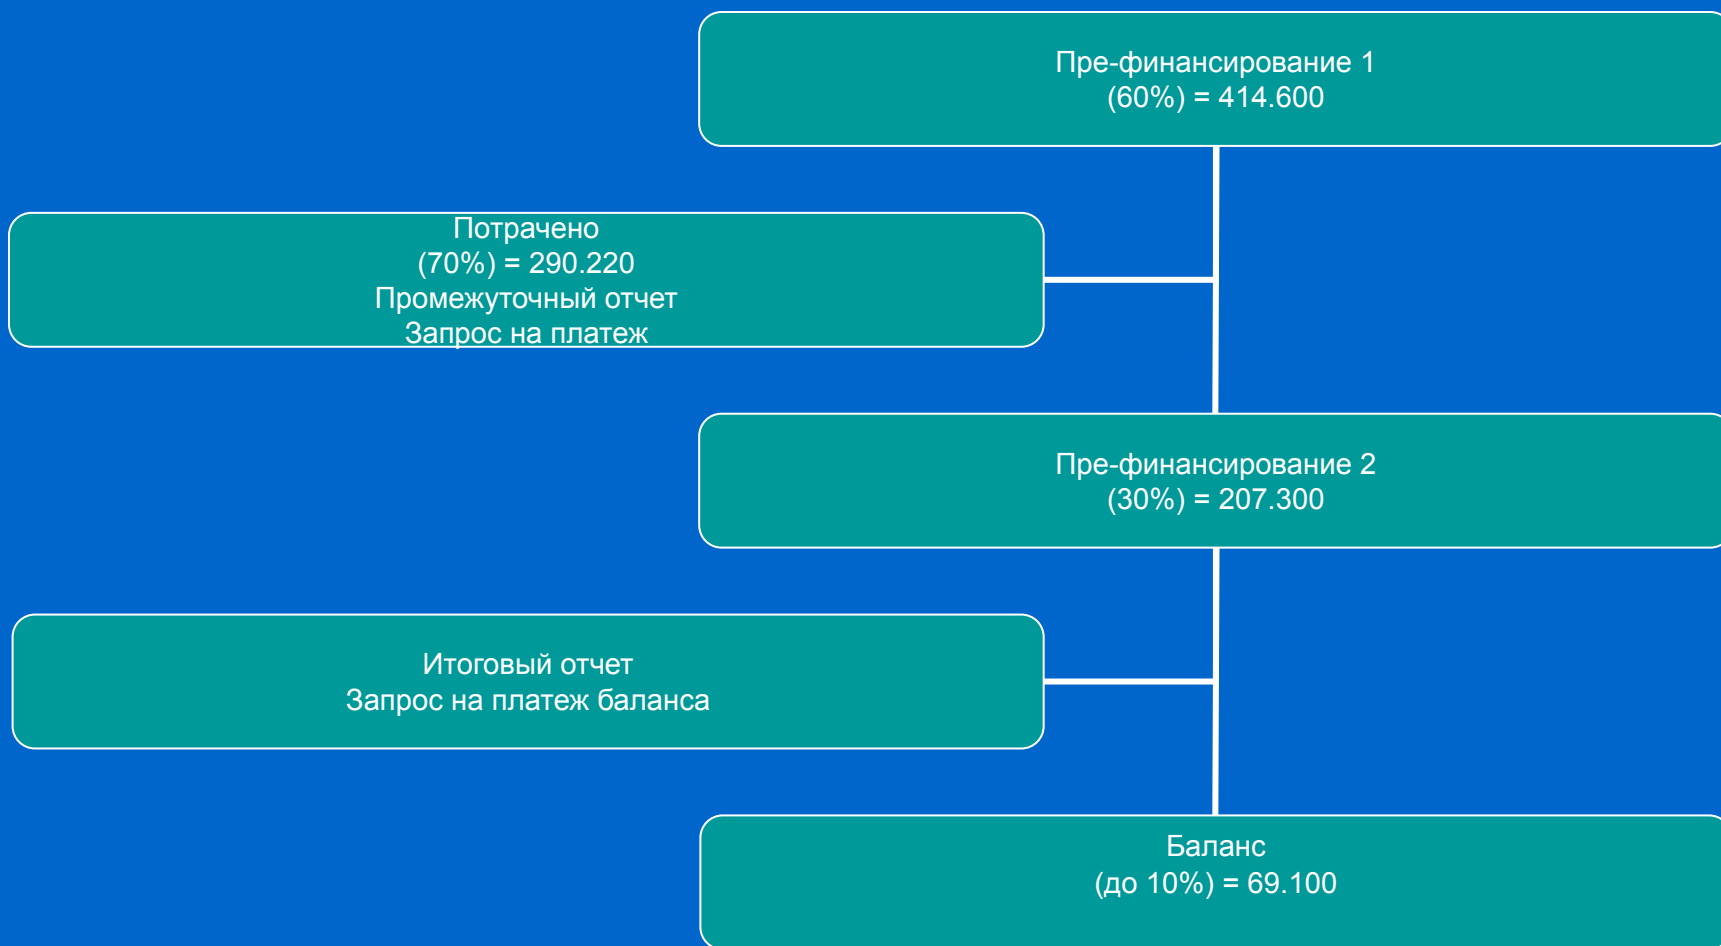 Пре-финансирование 1
(60%) = 414.600
Потрачено
(70%) = 290.220
Промежуточный отчет
Запрос на платеж
Пре-финансирование 2
(30%) = 207.300
Итоговый отчет
Запрос на платеж баланса
Баланс
(до 10%) = 69.100